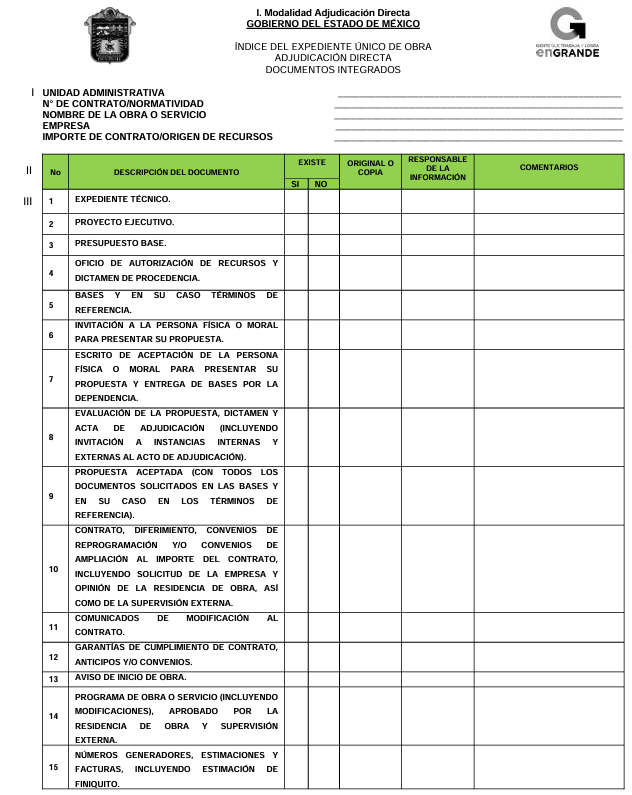 I. Modalidad Adjudicación Directa
GOBIERNO DEL ESTADO DE MÉXICO
ÍNDICE DEL EXPEDIENTE ÚNICO DE OBRA
ADJUDICACIÓN DIRECTA
DOCUMENTOS INTEGRADOS
GENTE QUE TRABAJA Y LOGRA
enGRANDE
I UNIDAD ADMINISTRATIVA
N° DE CONTRATO/NORMATIVIDAD
NOMBRE DE LA OBRA O SERVICIO
EMPRESA
IMPORTE DE CONTRATO/ORIGEN DE RECURSOS
II
No
DESCRIPCIÓN DEL DOCUMENTO
EXISTE
SI NO
ORIGINAL O
COPIA
RESPONSABLE
DE LA
INFORMACIÓN
COMENTARIOS
III
1 EXPEDIENTE TÉCNICO.
2 PROYECTO EJECUTIVO.
3 PRESUPUESTO BASE.
4 OFICIO DE AUTORIZACIÓN DE RECURSOS Y
DICTAMEN DE PROCEDENCIA.
5 BASES Y EN SU CASO TÉRMINOS DE
REFERENCIA.
6 INVITACIÓN A LA PERSONA FÍSICA O MORAL
PARA PRESENTAR SU PROPUESTA.
7 ESCRITO DE ACEPTACIÓN DE LA PERSONA
FÍSICA O MORAL PARA PRESENTAR SU
PROPUESTA Y ENTREGA DE BASES POR LA
DEPENDENCIA.
8 EVALUACIÓN DE LA PROPUESTA, DICTAMEN Y
ACTA DE ADJUDICACIÓN (INCLUYENDO
INVITACIÓN A INSTANCIAS INTERNAS Y
EXTERNAS AL ACTO DE ADJUDICACIÓN).
9 PROPUESTA ACEPTADA (CON TODOS LOS
DOCUMENTOS SOLICITADOS EN LAS BASES Y
EN SU CASO EN LOS TÉRMINOS DE
REFERENCIA).
10 CONTRATO, DIFERIMIENTO, CONVENIOS DE
REPROGRAMACIÓN Y/O CONVENIOS DE
AMPLIACIÓN AL IMPORTE DEL CONTRATO,
INCLUYENDO SOLICITUD DE LA EMPRESA Y
OPINIÓN DE LA RESIDENCIA DE OBRA, ASÍ
COMO DE LA SUPERVISIÓN EXTERNA.
11 COMUNICADOS DE MODIFICACIÓN AL
CONTRATO.
12 GARANTÍAS DE CUMPLIMIENTO DE CONTRATO,
ANTICIPOS Y/O CONVENIOS.
13 AVISO DE INICIO DE OBRA.
14 PROGRAMA DE OBRA O SERVICIO (INCLUYENDO
MODIFICACIONES), APROBADO POR LA
RESIDENCIA DE OBRA Y SUPERVISIÓN
EXTERNA.
15 NÚMEROS GENERADORES, ESTIMACIONES Y
FACTURAS, INCLUYENDO ESTIMACIÓN DE
FINIQUITO.